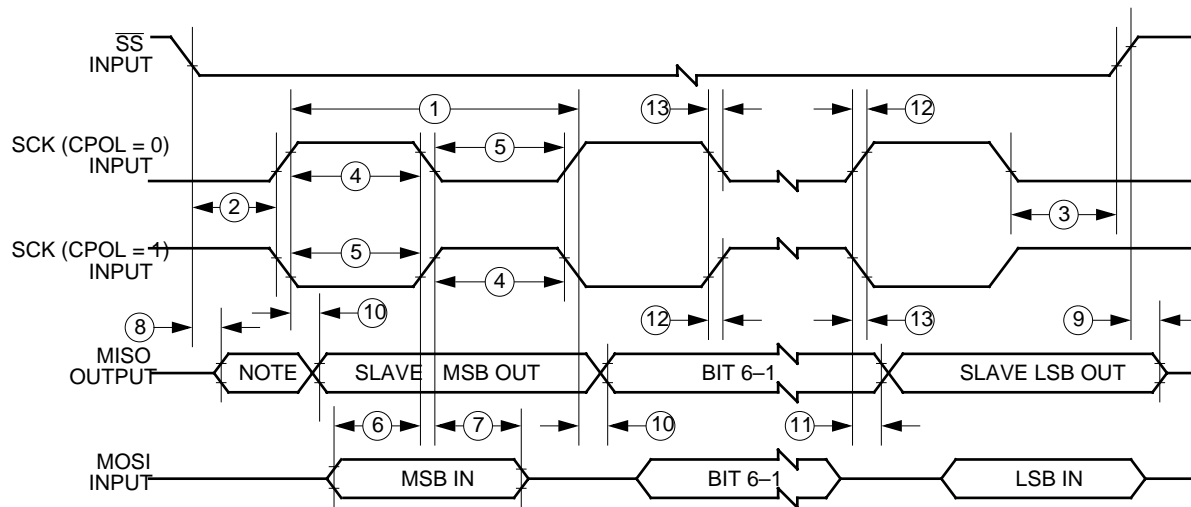 SS
INPUT
1
13
12
SCK (CPOL = 0)
INPUT
5
4
2
3
SCK (CPOL = 1)
INPUT
5
4
8
10
12
13
9
MISO
OUTPUT
NOTE
SLAVE MSB OUT
BIT 6–1
SLAVE LSB OUT
6
7
10
11
MOSI
INPUT
MSB IN
BIT 6–1
LSB IN